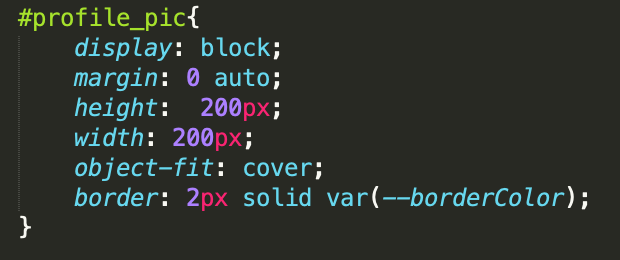 #profile_pic{
    display: block;
    margin: 0 auto;
    height:  200px;
    width: 200px;
    object-fit: cover;
    border: 2px solid var(--borderColor);
}